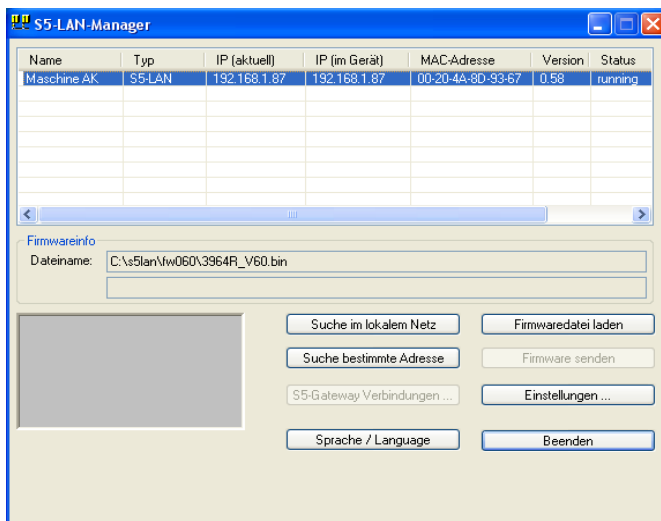 S5-LAN-Manager
Name Typ IP (aktuell) IP (im Gerät) MAC-Adresse Version Status
Maschine AK S5-LAN 192.168.1.87 192.168.1.87 00-20-4A-8D-93-67 0.58 running
Firmwareinfo
Dateiname: C:\s5lan\fw060\3964R_V60.bin
Suche im lokalem Netz Firmwaredatei laden
Suche bestimmte Adresse Firmware senden
S5-Gateway Verbindungen ... Einstellungen ...
Sprache / Language Beenden